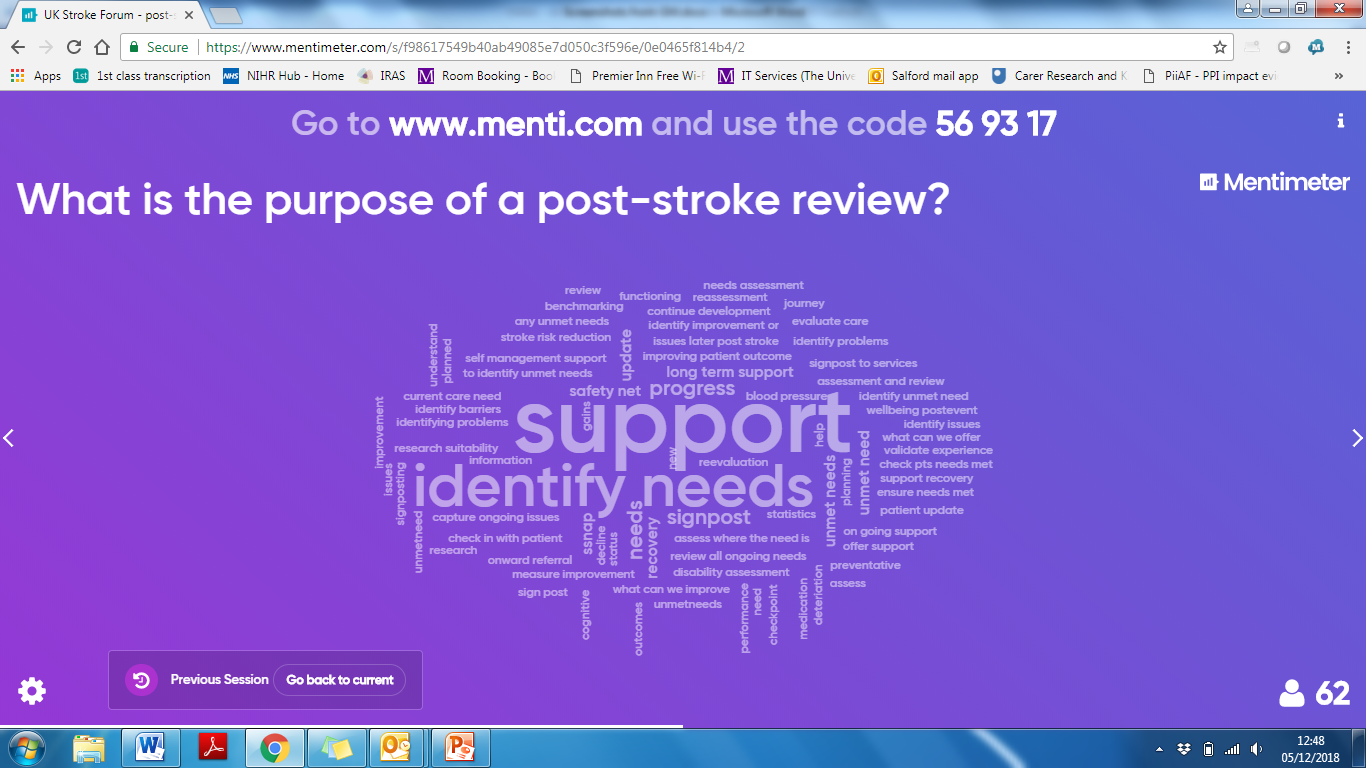 UK Stroke Forum - post-s
Secure https://www.mentimeter.com/s/f98617549b40ab49085e7d050c3f596e/0e0465f814b4/2
Apps 1st 1st class transcription NHS NIHR Hub - Home IRAS M Room Booking - Boo Premier Inn Free Wi-F M IT Services (The Unive Salford mail app Carer Research and K PiiAF - PPI impact evi »
Go to www.menti.com and use the code 56 93 17
Mentimeter
What is the purpose of a post-stroke review?
needs assessment
review
functioning
reassessment
benchmarking
continue development
journey
any unmet needs
identify improvement or
evaluate care
stroke risk reduction
update
issues later post stroke
identify problems
understand
planned
self management support
improving patient outcome
signpost to services
to identify unmet needs
long term support
assessment and review
safety net
progress
blood pressure
identify unmet need
current care need
wellbeing postevent
identify barriers
gains
support
identify issues
identifying problems
help
what can we offer
improvement
research suitability
validate experience
information
new
reevaluation
check pts needs met
issues
signposting
identify needs
planning
unmet need
unmet needs
support recovery
ensure needs met
capture ongoing issues
signpost
statistics
patient update
unmetneed
ssnap
needs
on going support
check in with patient
decline
status
recovery
assess where the need is
offer support
research
review all ongoing needs
onward referral
preventative
measure improvement
disability assessment
deteriation
assess
sign post
what can we improve
medication
cognitive
unmetneeds
performance
need
checkpoint
outcomes
Previous Session Go back to current
62
12:48
05/12/2018